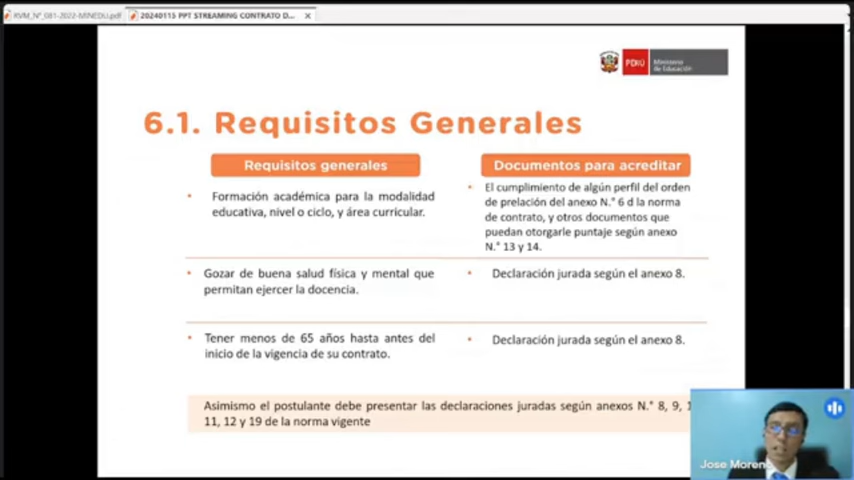 RVM_N°_081-2022-MINEDU.pdf
20240115 PPT STREAMING CONTRATO D...
PERÚ
Ministerio
de Educación
6.1. Requisitos Generales
Requisitos generales
Documentos para acreditar
• Formación académica para la modalidad
educativa, nivel o ciclo, y área curricular.
• El cumplimiento de algún perfil del orden
de prelación del anexo N.° 6 d la norma
de contrato, y otros documentos que
puedan otorgarle puntaje según anexo
N.° 13 y 14.
• Gozar de buena salud física y mental que
permitan ejercer la docencia.
• Declaración jurada según el anexo 8.
• Tener menos de 65 años hasta antes del
inicio de la vigencia de su contrato.
• Declaración jurada según el anexo 8.
Asimismo el postulante debe presentar las declaraciones juradas según anexos N.° 8, 9, 1
11, 12 y 19 de la norma vigente
Jose Moreno